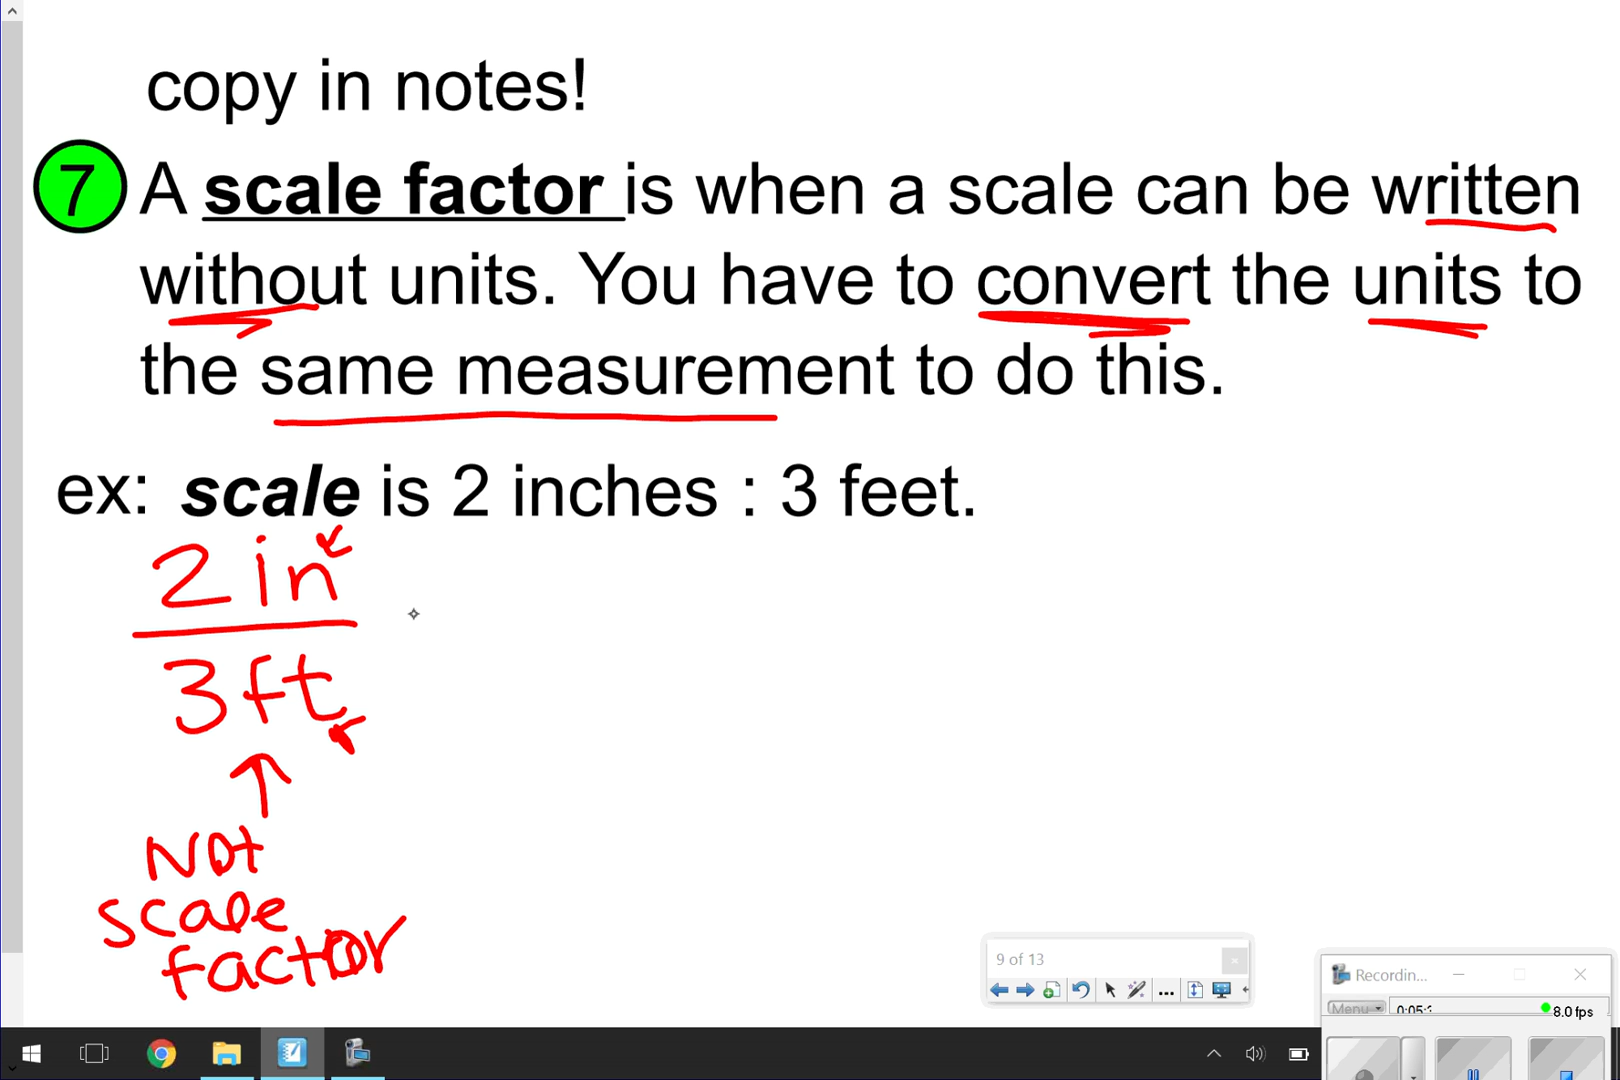 copy in notes!
7 A scale factor is when a scale can be written
without units. You have to convert the units to
the same measurement to do this.
ex: scale is 2 inches : 3 feet.
2 in
3 ft
Not
scale
factor
9 of 13
Recordin...
Menu
8.0 fps